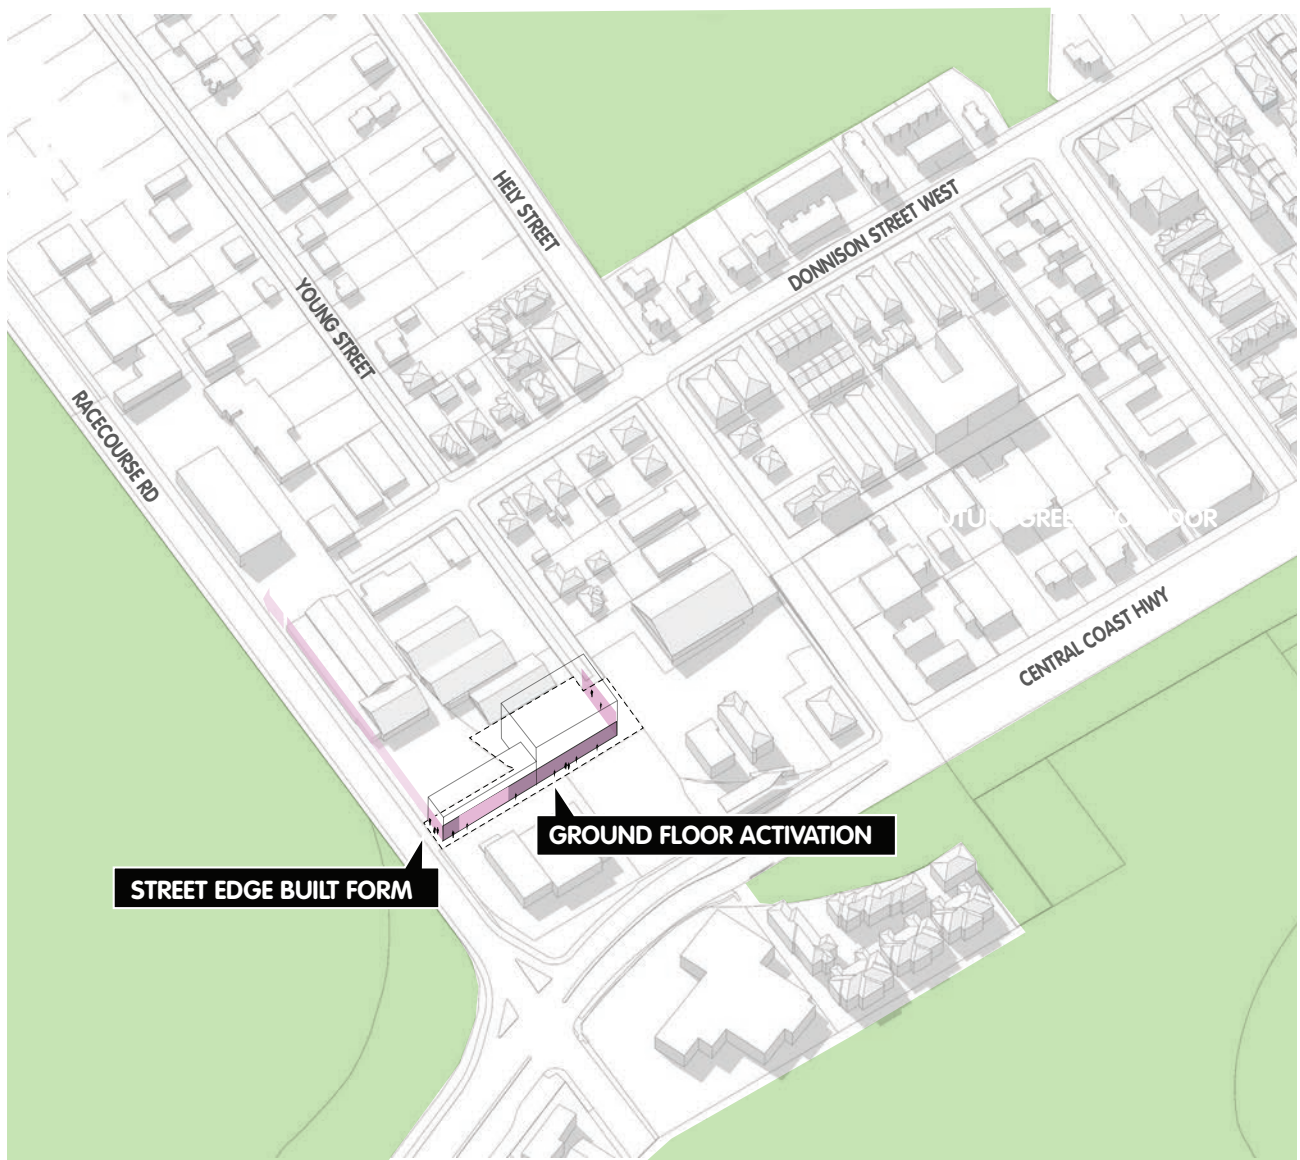 HELY STREET
DONNISON STREET WEST
YOUNG STREET
RACECOURSE RD
CENTRAL COAST HWY
GROUND FLOOR ACTIVATION
STREET EDGE BUILT FORM